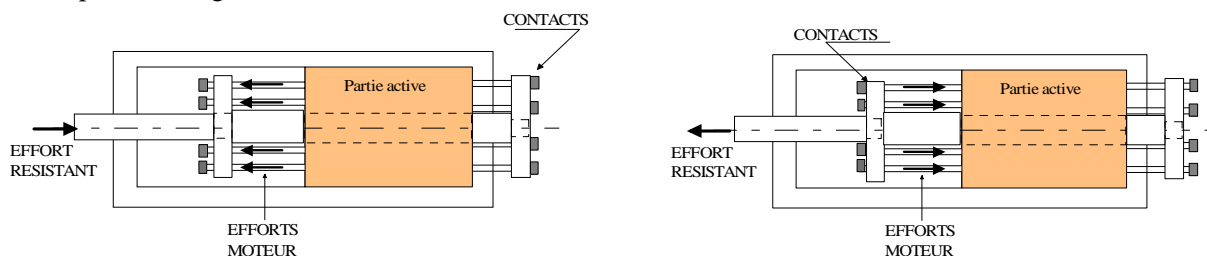 CONTACTS
Partie active
EFFORT
RESISTANT
EFFORTS
MOTEUR
CONTACTS
Partie active
EFFORT
RESISTANT
EFFORTS
MOTEUR